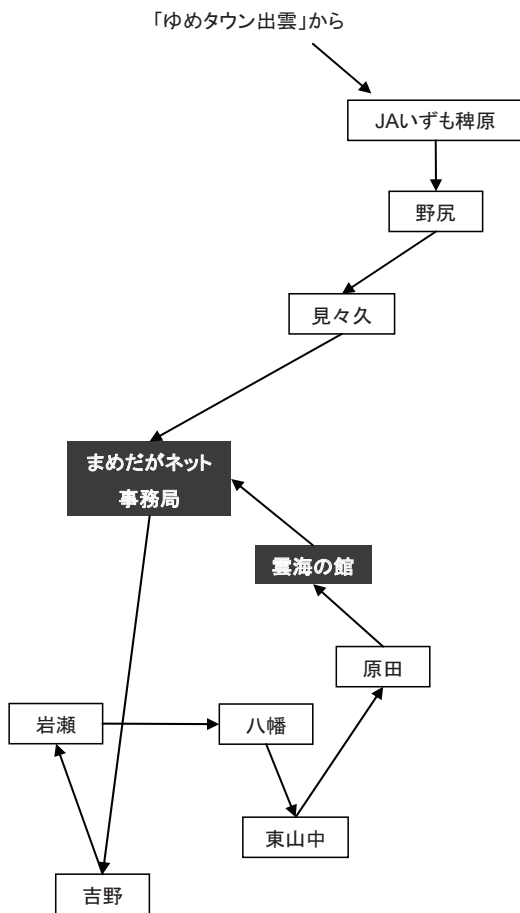 「ゆめタウン出雲」から
JAいずも稗原
野尻
見々久
まめだがネット
事務局
雲海の館
原田
岩瀬
八幡
東山中
吉野